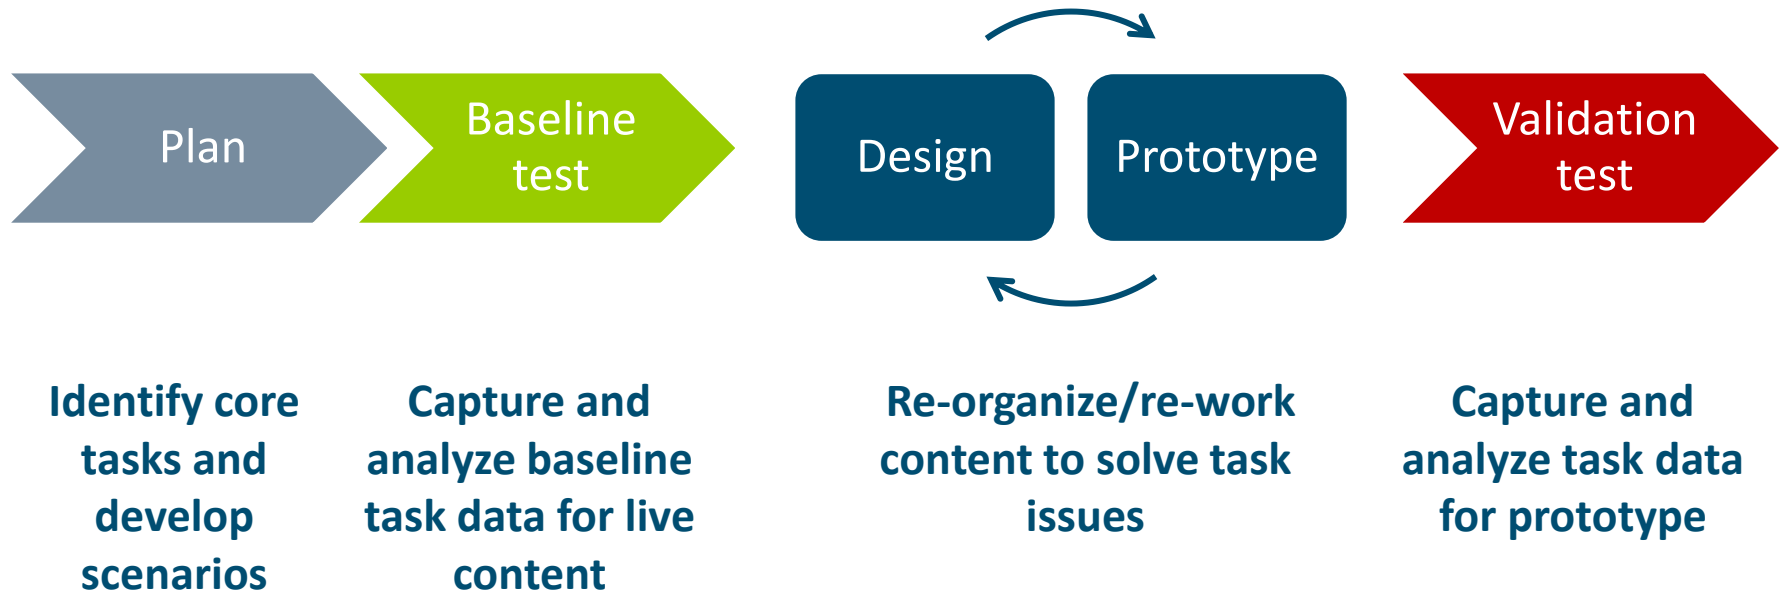 Plan
Baseline
test
Design
Prototype
Validation
test
Identify core
tasks and
develop
scenarios
Capture and
analyze baseline
task data for live
content
Re-organize/re-work
content to solve task
issues
Capture and
analyze task data
for prototype